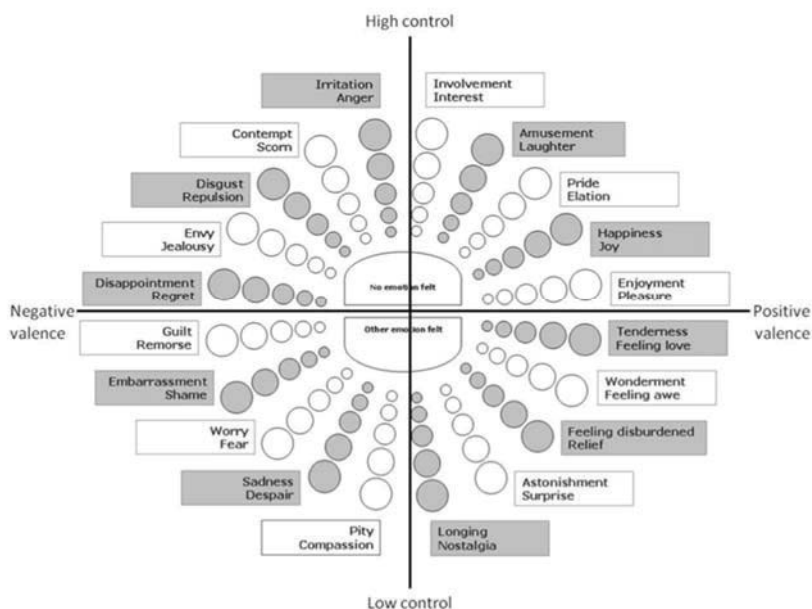 High control
Irritation
Anger
Involvement
Interest
Contempt
Scorn
Amusement
Laughter
Disgust
Repulsion
Pride
Elation
Envy
Jealousy
Happiness
Joy
Disappointment
Regret
No emotion felt
Enjoyment
Pleasure
Negative
valence
Positive
valence
Guilt
Remorse
Other emotion felt
Tenderness
Feeling love
Embarrassment
Shame
Wonderment
Feeling awe
Worry
Fear
Feeling disburdened
Relief
Sadness
Despair
Astonishment
Surprise
Pity
Compassion
Longing
Nostalgia
Low control